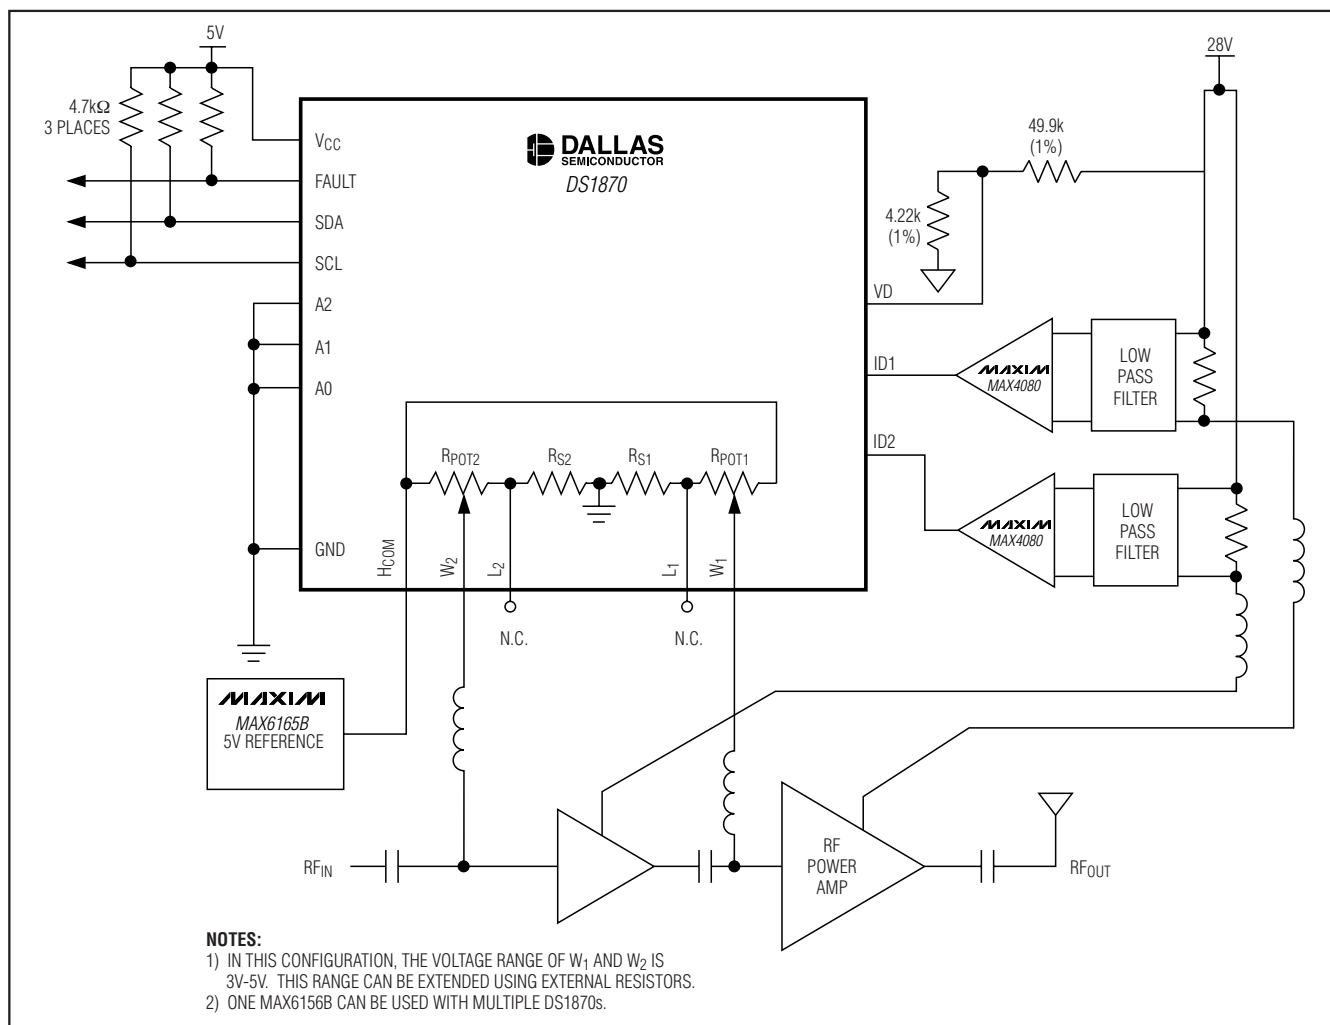 5V
28V
4.7kΩ
3 PLACES
VCC
FAULT
SDA
SCL
A2
A1
A0
GND
DALLAS
SEMICONDUCTOR
DS1870
49.9k
(1%)
4.22k
(1%)
VD
ID1
ID2
MAXIM
MAX4080
LOW
PASS
FILTER
MAXIM
MAX4080
LOW
PASS
FILTER
RPOT2
RS2
RS1
RPOT1
HCOM
W2
L2
L1
W1
N.C.
N.C.
MAXIM
MAX6165B
5V REFERENCE
RFIN
RF
POWER
AMP
RFOUT
NOTES:
1) IN THIS CONFIGURATION, THE VOLTAGE RANGE OF W1 AND W2 IS
3V-5V. THIS RANGE CAN BE EXTENDED USING EXTERNAL RESISTORS.
2) ONE MAX6156B CAN BE USED WITH MULTIPLE DS1870s.